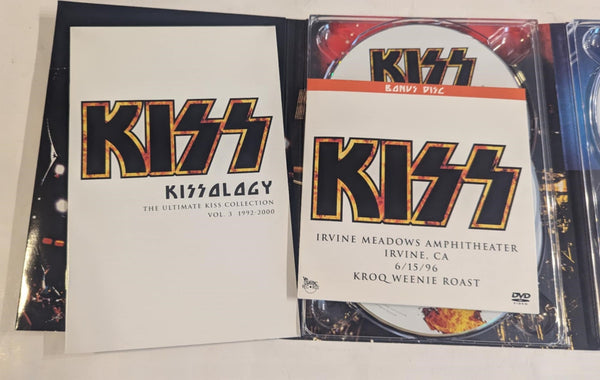 KISS
KISSOLOGY
THE ULTIMATE KISS COLLECTION
VOL. 3 1992-2000
KISS
BONUS DISC
KISS
IRVINE MEADOWS AMPHITHEATER
IRVINE, CA
6/15/96
KROQ WEENIE ROAST
DVD
VIDEO